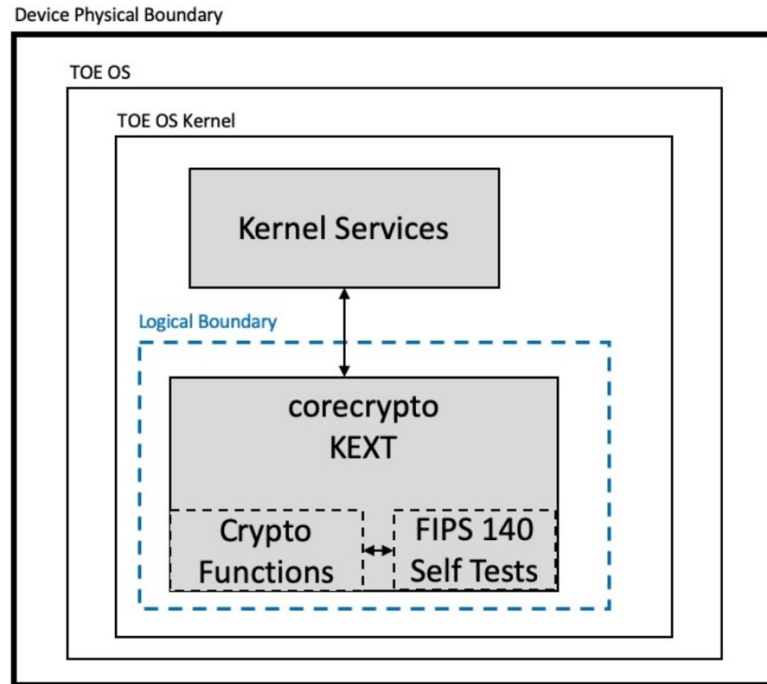 Device Physical Boundary
TOE OS
TOE OS Kernel
Kernel Services
Logical Boundary
corecrypto
KEXT
Crypto
Functions
FIPS 140
Self Tests